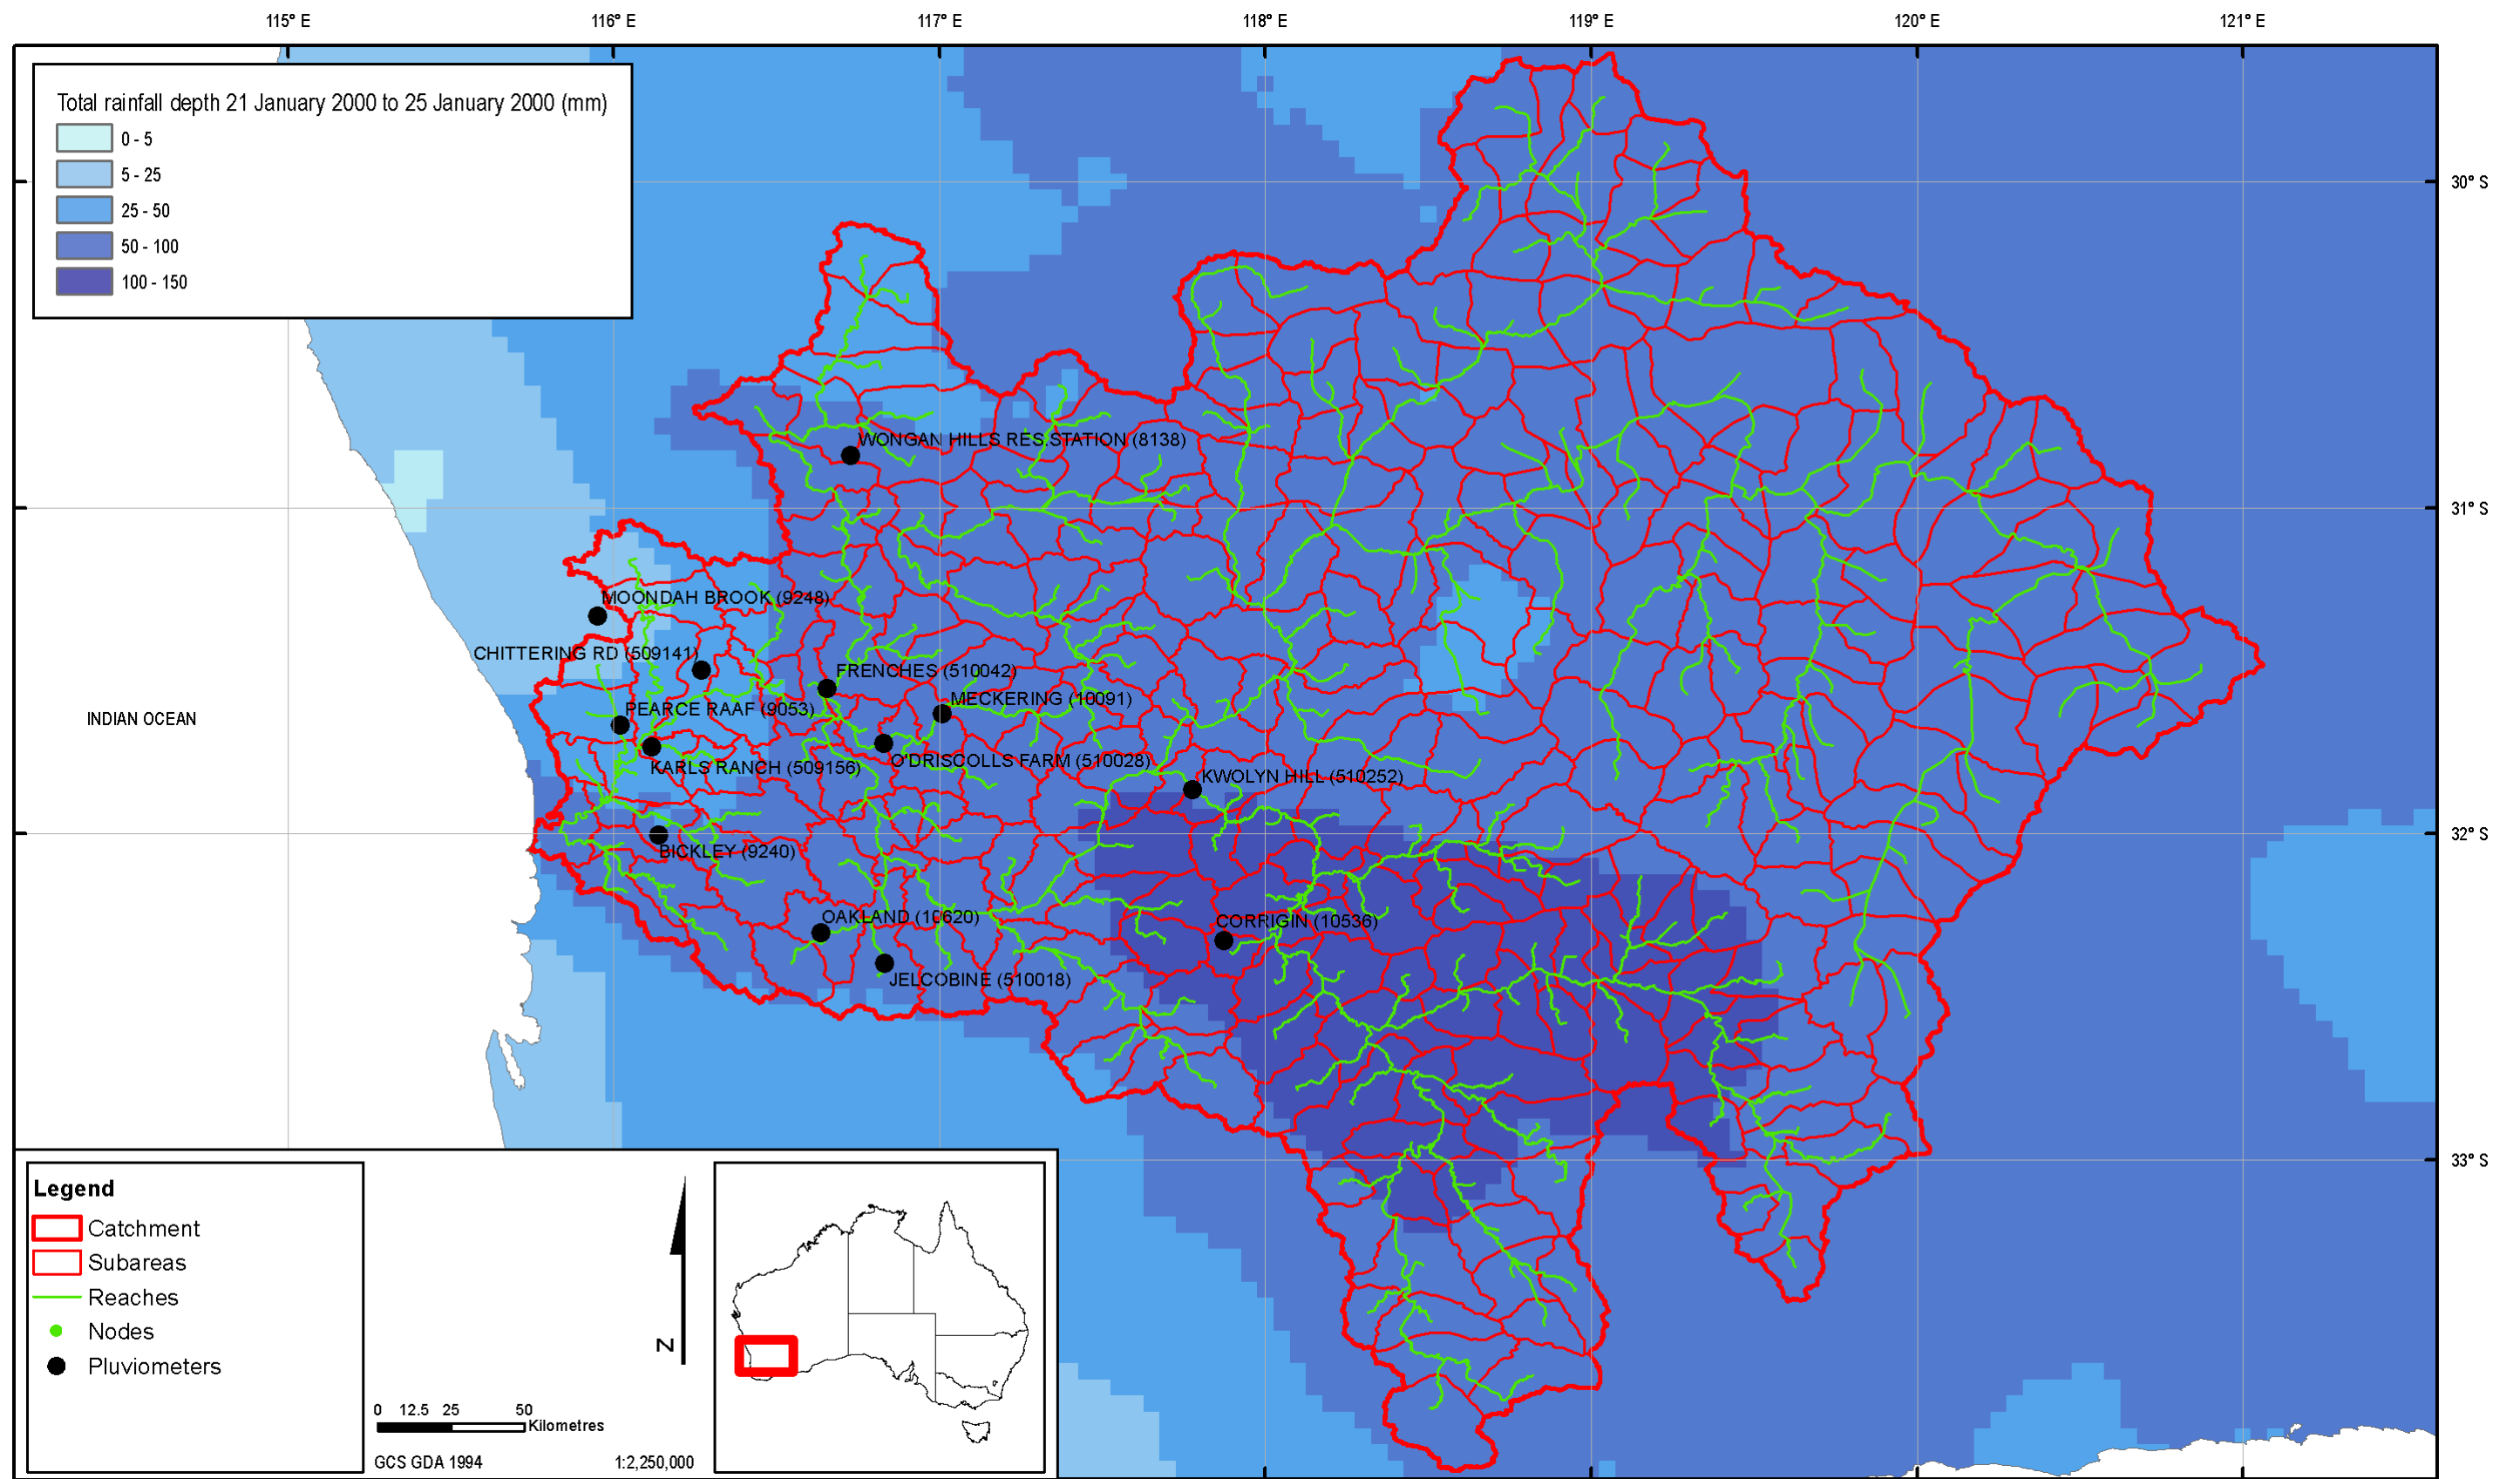 115° E
116° E
117° E
118° E
119° E
120° E
121° E
Total rainfall depth 21 January 2000 to 25 January 2000 (mm)
0 - 5
5 - 25
25 - 50
50 - 100
100 - 150
30° S
WONGAN HILLS RES.STATION (8138)
31° S
MOONDAH BROOK (9248)
CHITTERING RD (509141)
FRENCHES (510042)
MECKERING (10091)
PEARCE RAAF (9053)
INDIAN OCEAN
O'DRISCOLLS FARM (510028)
KARLS RANCH (509156)
KWOLYN HILL (510252)
32° S
BICKLEY (9240)
OAKLAND (10620)
CORRIGIN (10536)
JELCOBINE (510018)
33° S
Legend
Catchment
Subareas
Reaches
Nodes
Pluviometers
N
0 12.5 25 50
Kilometres
GCS GDA 1994 1:2,250,000